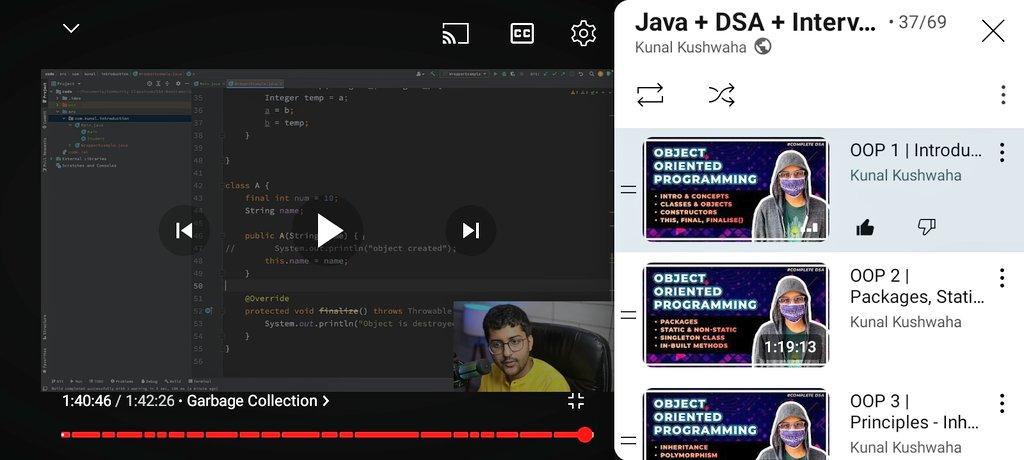 Java + DSA + Interv... • 37/69
Kunal Kushwaha
CC
35 Integer temp = a;
36 a = b;
37 b = temp;
38 }
39
40 }
41
42 class A {
43 final int num = 10;
44 String name;
46 public A(String name) {
// System.out.println("object created");
48 this.name = name;
49 }
50
51 @Override
52 protected void finalize() throws Throwable
53 System.out.println("Object is destroye
54 }
55 }
56
1:40:46 / 1:42:26 • Garbage Collection >
#COMPLETE DSA
OBJECT
ORIENTED
PROGRAMMING
• INTRO & CONCEPTS
• CLASSES & OBJECTS
• CONSTRUCTORS
• THIS, FINAL, FINALISE()
OOP 1 | Introdu...
Kunal Kushwaha
#COMPLETE DSA
OBJECT
ORIENTED
PROGRAMMING
• PACKAGES
• STATIC & NON-STATIC
• SINGLETON CLASS
• IN-BUILT METHODS
1:19:13
OOP 2 |
Packages, Stati...
Kunal Kushwaha
#COMPLETE DSA
OBJECT
ORIENTED
PROGRAMMING
• INHERITANCE
• POLYMORPHISM
OOP 3 |
Principles - Inh...
Kunal Kushwaha